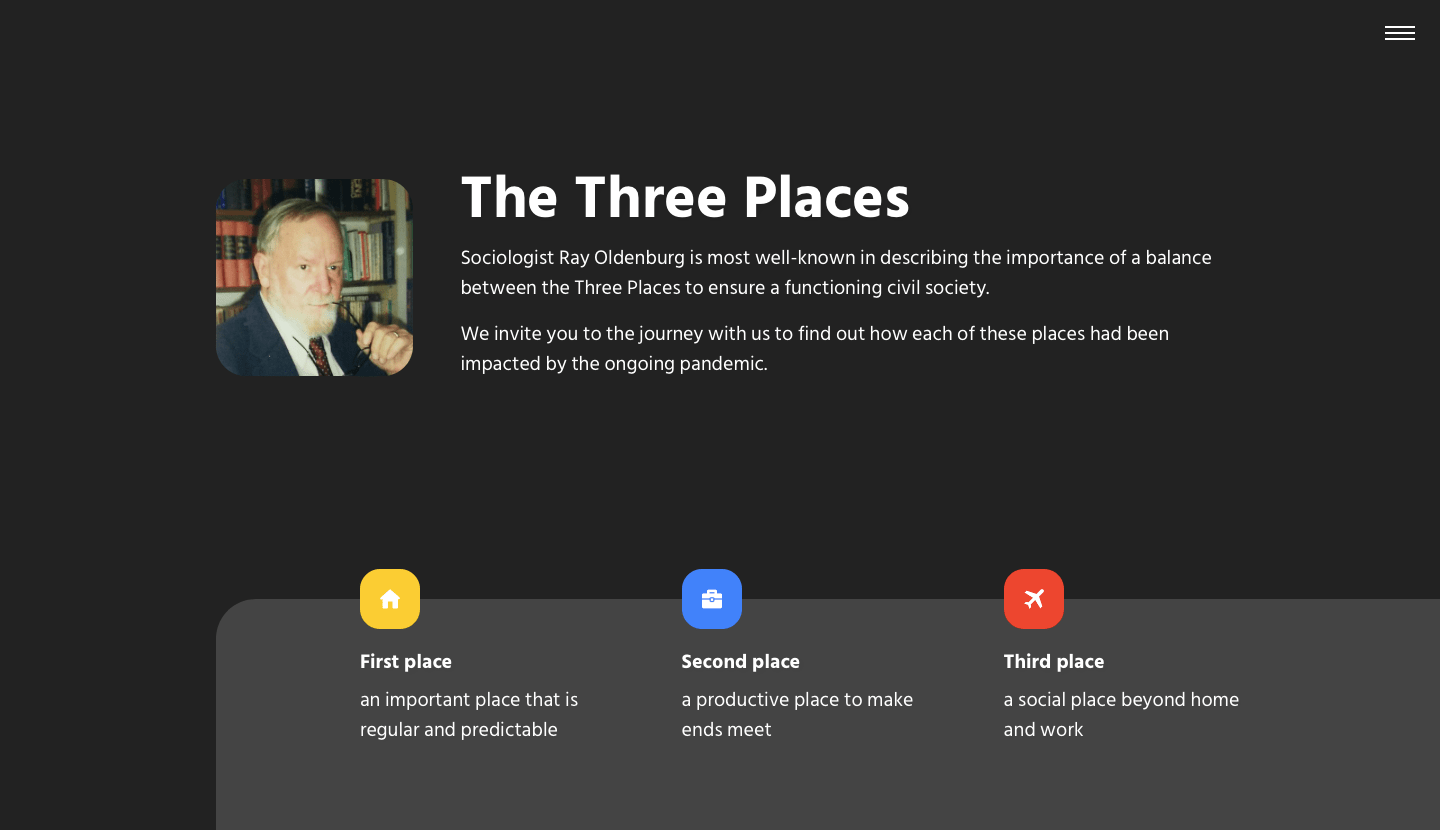 The Three Places
Sociologist Ray Oldenburg is most well-known in describing the importance of a balance
between the Three Places to ensure a functioning civil society.
We invite you to the journey with us to find out how each of these places had been
impacted by the ongoing pandemic.
First place
an important place that is
regular and predictable
Second place
a productive place to make
ends meet
Third place
a social place beyond home
and work